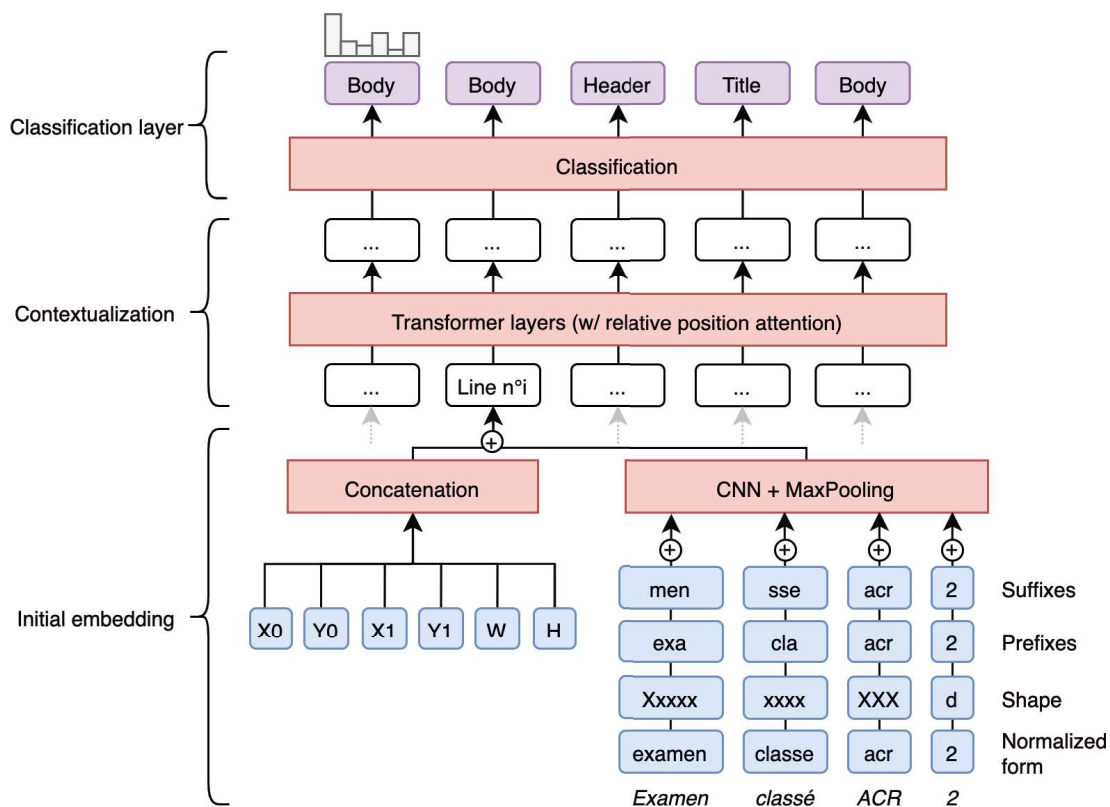 Body Body Header Title Body
Classification layer
Classification
... ... ... ... ...
Contextualization
Transformer layers (w/ relative position attention)
... Line n°i ... ... ...
+
Concatenation
CNN + MaxPooling
+ + + +
men sse acr 2 Suffixes
Initial embedding
X0 Y0 X1 Y1 W H
exa cla acr 2 Prefixes
Xxxxx xxxx XXX d Shape
examen classe acr 2 Normalized form
Examen classé ACR 2